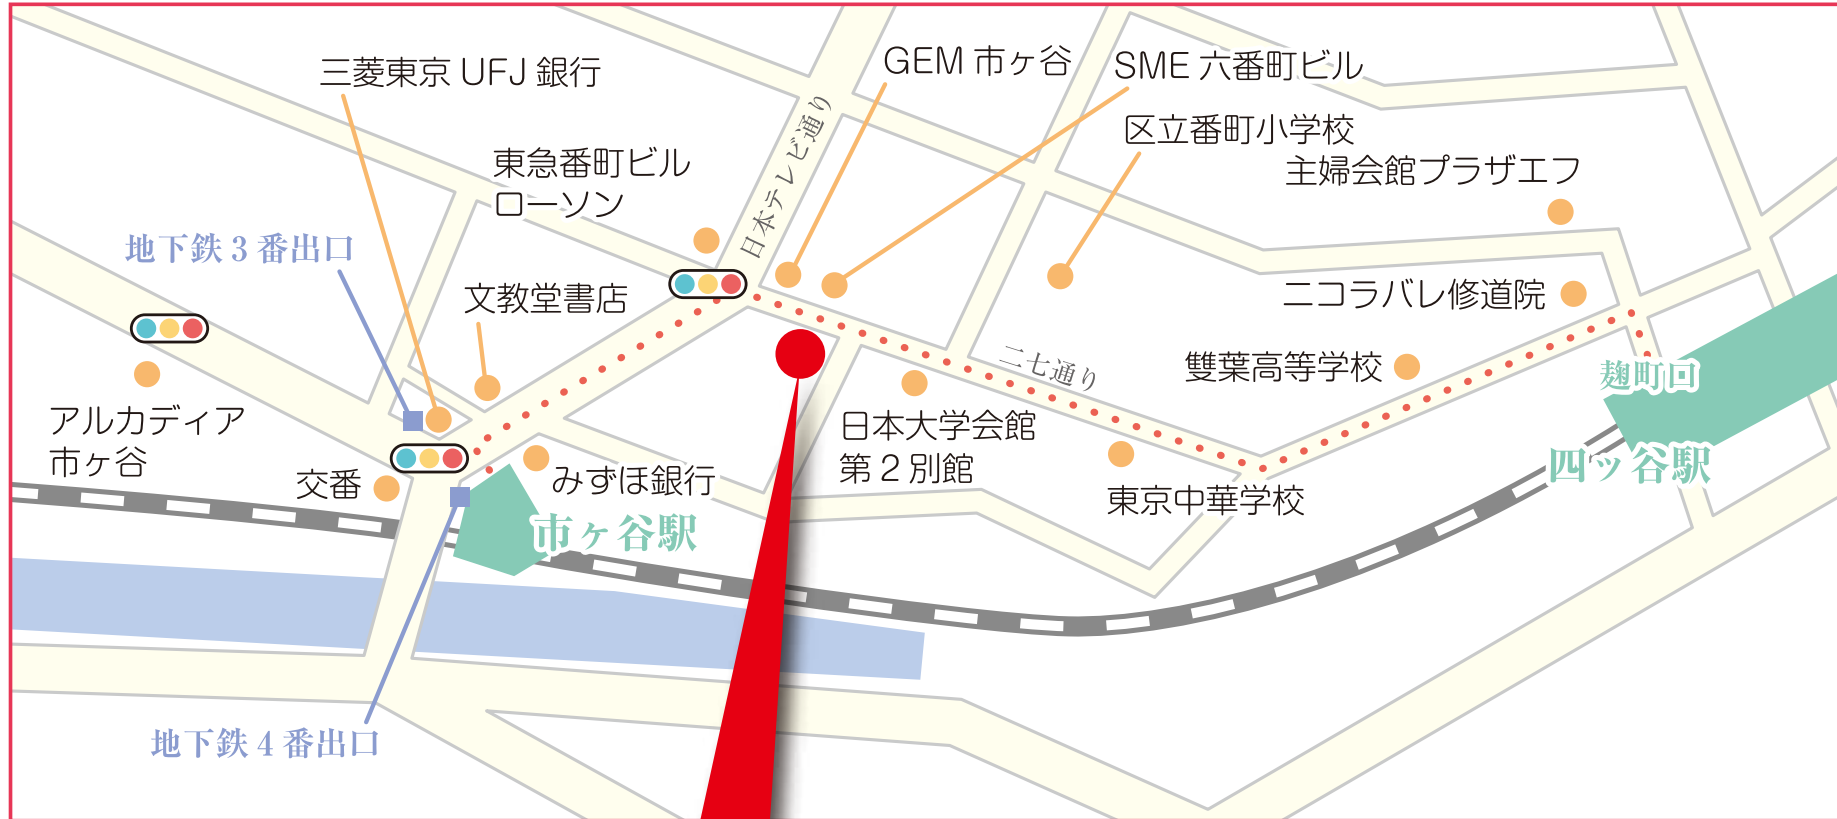 GEM 市ヶ谷
SME 六番町ビル
三菱東京 UFJ 銀行
区立番町小学校
東急番町ビル
ローソン
日本テレビ通り
主婦会館プラザエフ
地下鉄 3 番出口
文教堂書店
ニコラバレ修道院
二七通り
雙葉高等学校
麹町口
アルカディア
市ヶ谷
日本大学会館
第 2 別館
四ッ谷駅
交番
みずほ銀行
東京中華学校
市ヶ谷駅
地下鉄 4 番出口